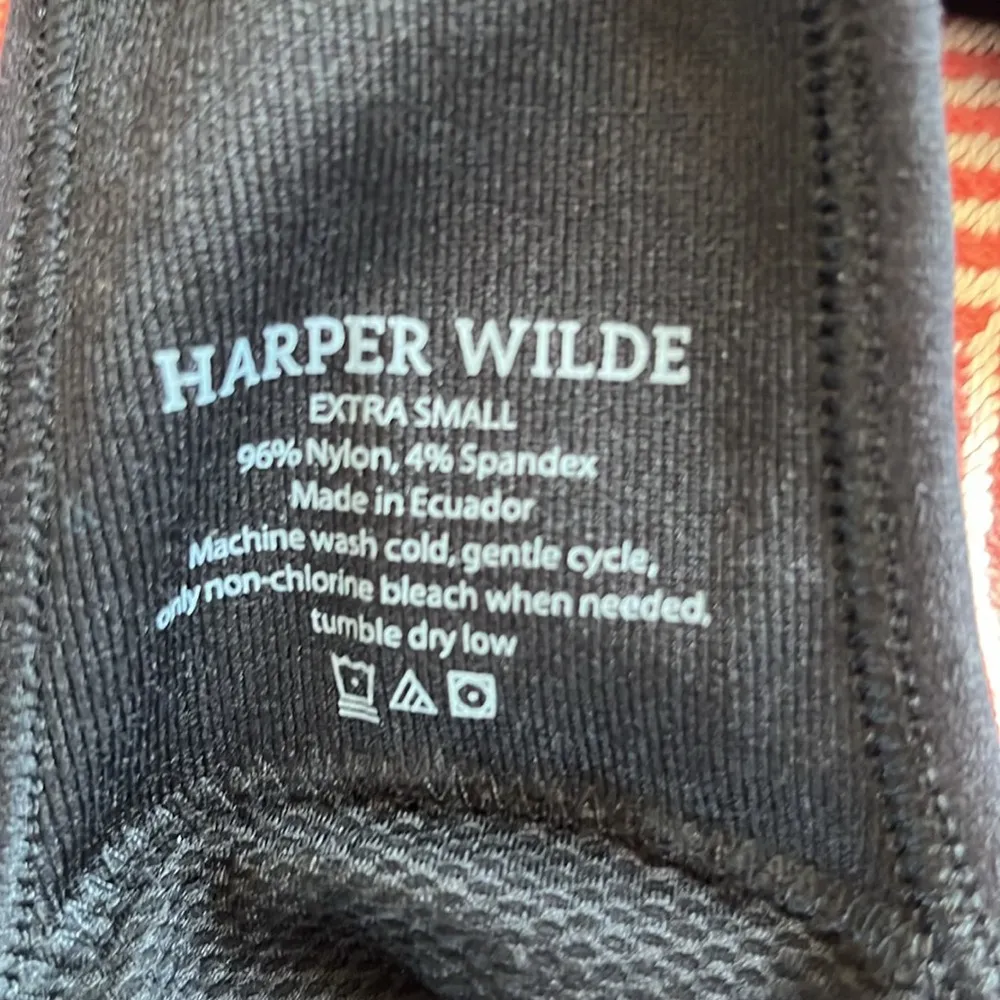 HARPER WILDE
EXTRA SMALL
96% Nylon, 4% Spandex
Made in Ecuador
Machine wash cold, gentle cycle,
only non-chlorine bleach when needed,
tumble dry low